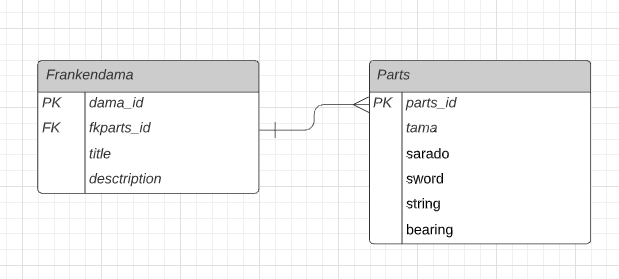 Frankendama
PK dama_id
FK fkparts_id
title
desctription
Parts
PK parts_id
tama
sarado
sword
string
bearing